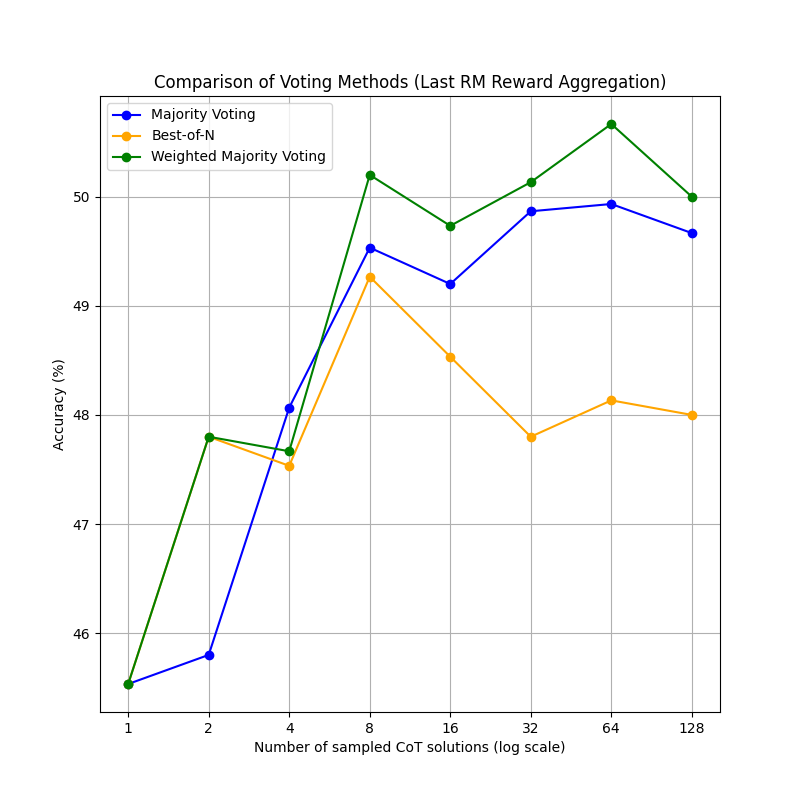 Comparison of Voting Methods (Last RM Reward Aggregation)
Majority Voting
Best-of-N
Weighted Majority Voting
Accuracy (%)
50
49
48
47
46
1 2 4 8 16 32 64 128
Number of sampled CoT solutions (log scale)